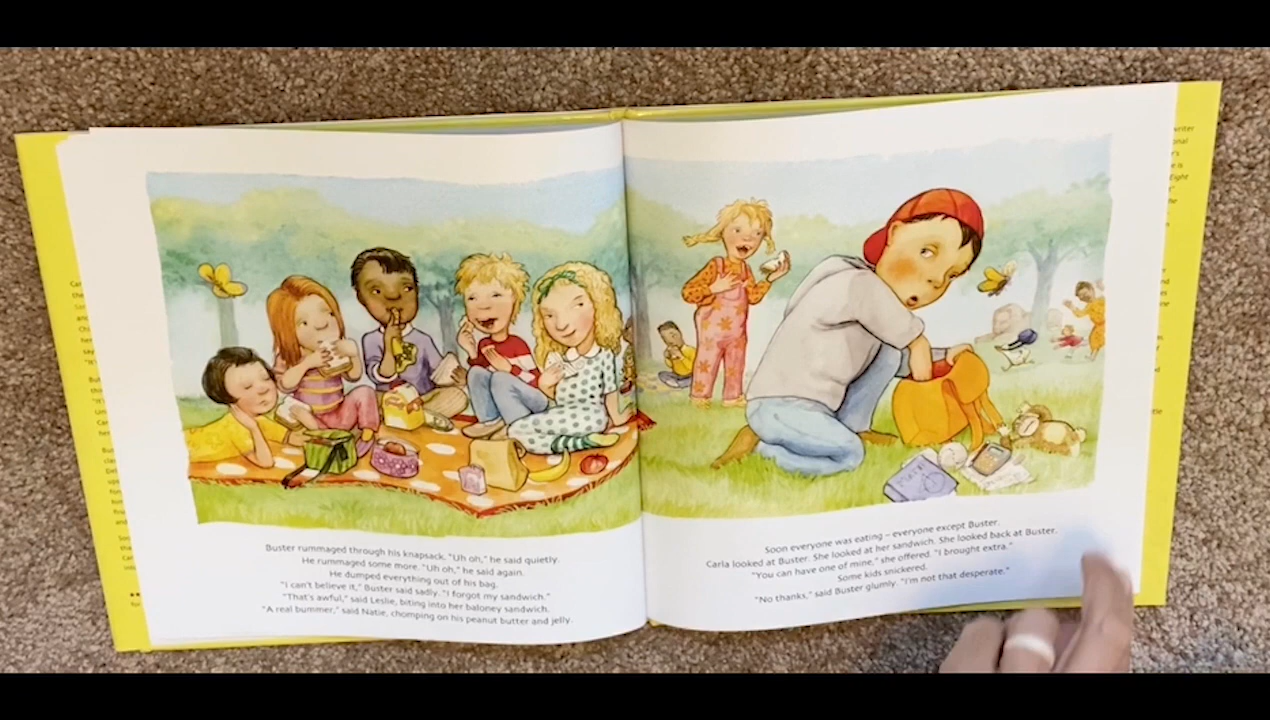 Buster rummaged through his knapsack. "Uh oh," he said quietly.
He rummaged some more. "Uh oh," he said again.
He dumped everything out of his bag.
"I can't believe it," Buster said sadly. "I forgot my sandwich."
"That's awful," said Leslie, biting into her baloney sandwich.
"A real bummer," said Natie, chomping on his peanut butter and jelly.
Soon everyone was eating – everyone except Buster.
Carla looked at Buster. She looked at her sandwich. She looked back at Buster.
"You can have one of mine," she offered. "I brought extra."
Some kids snickered.
"No thanks," said Buster glumly. "I'm not that desperate."
writer